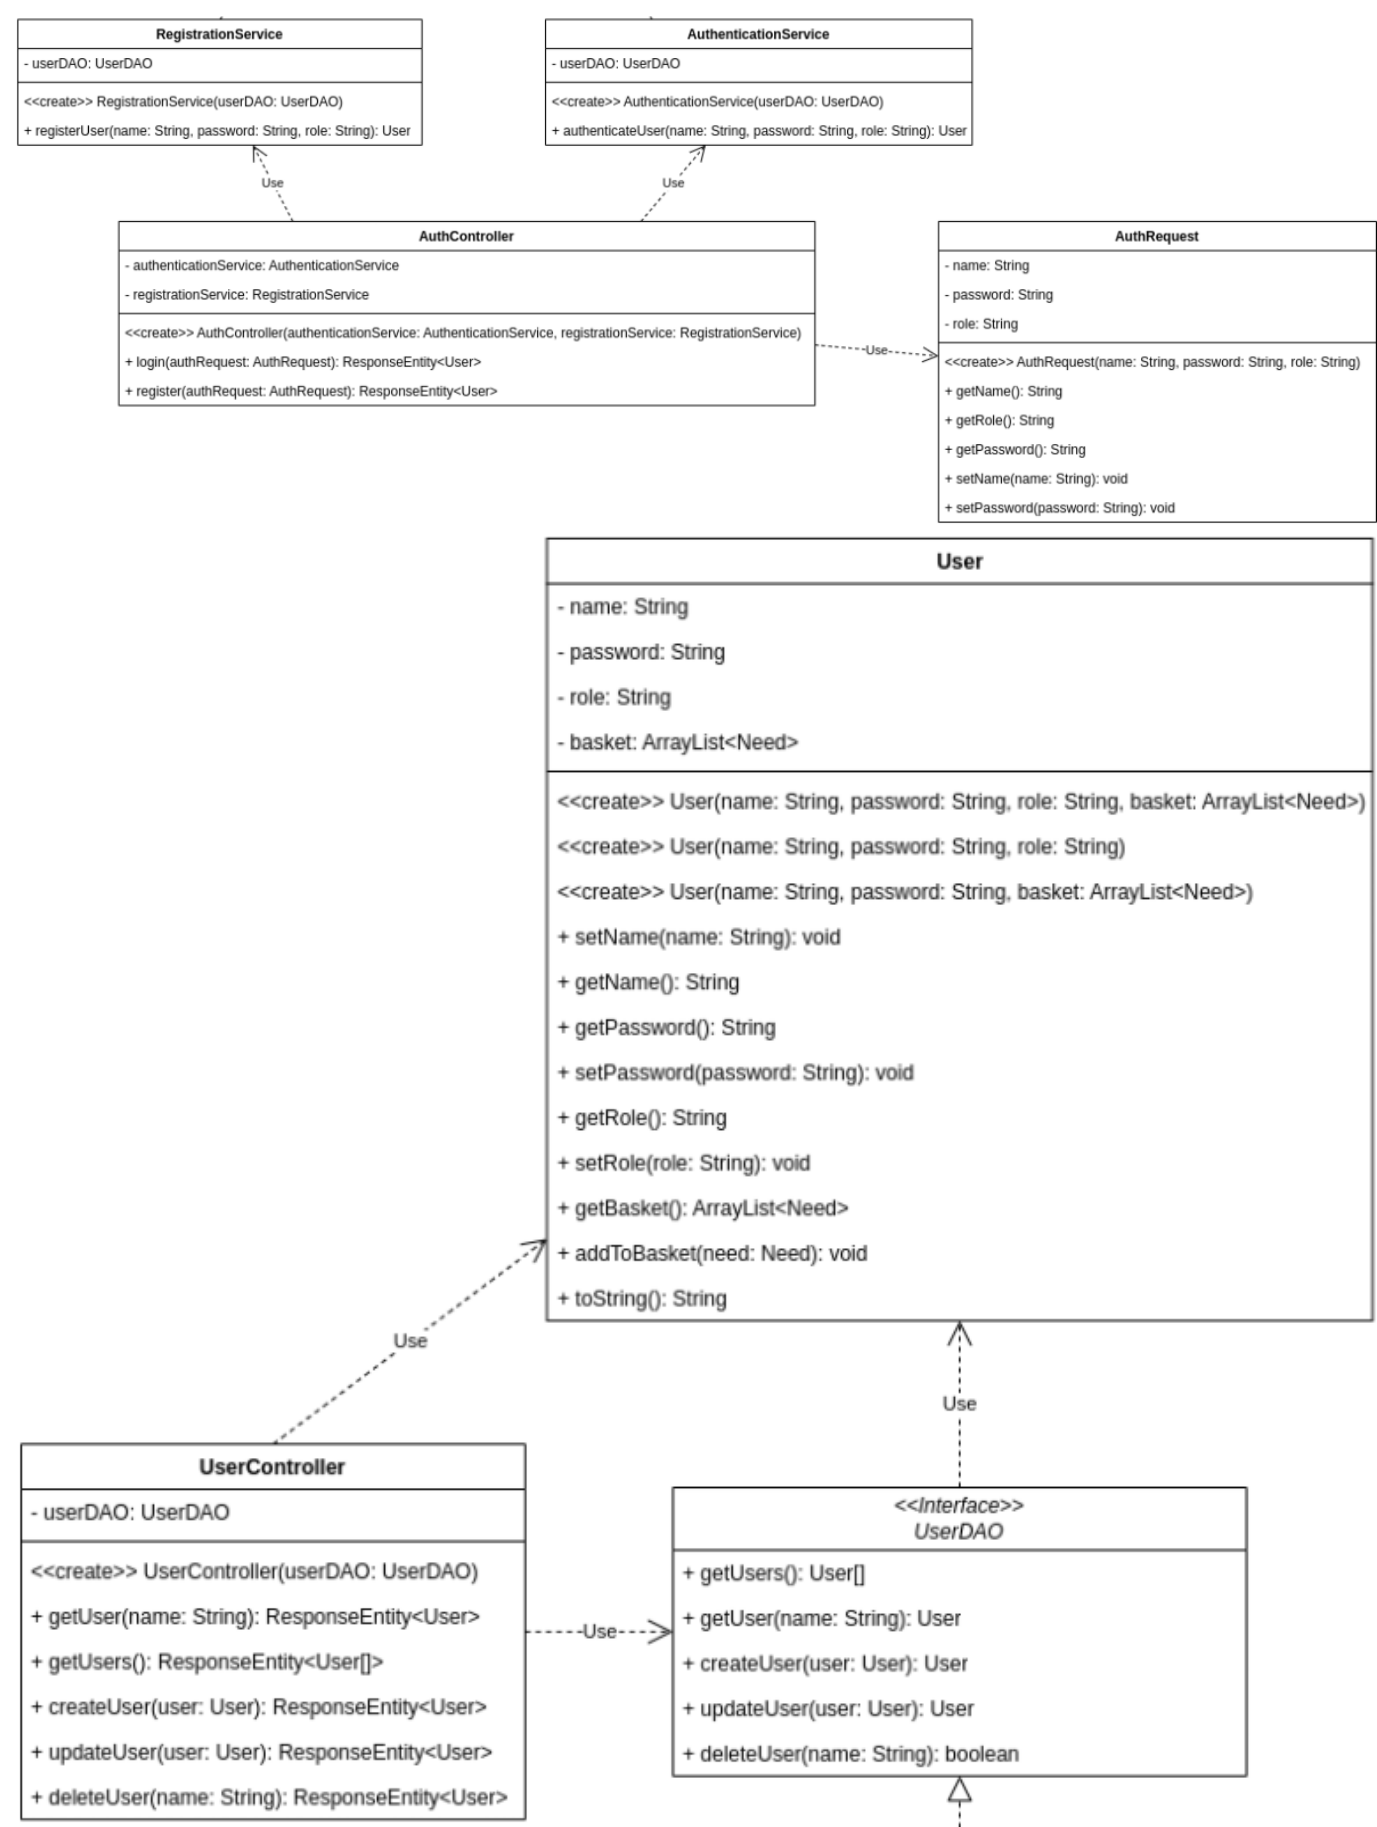 RegistrationService
- userDAO: UserDAO
<<create>> RegistrationService(userDAO: UserDAO)
+ registerUser(name: String, password: String, role: String): User
AuthenticationService
- userDAO: UserDAO
<<create>> AuthenticationService(userDAO: UserDAO)
+ authenticateUser(name: String, password: String, role: String): User
Use
Use
AuthController
- authenticationService: AuthenticationService
- registrationService: RegistrationService
<<create>> AuthController(authenticationService: AuthenticationService, registrationService: RegistrationService)
+ login(authRequest: AuthRequest): ResponseEntity<User>
+ register(authRequest: AuthRequest): ResponseEntity<User>
Use
AuthRequest
- name: String
- password: String
- role: String
<<create>> AuthRequest(name: String, password: String, role: String)
+ getName(): String
+ getRole(): String
+ getPassword(): String
+ setName(name: String): void
+ setPassword(password: String): void
User
- name: String
- password: String
- role: String
- basket: ArrayList<Need>
<<create>> User(name: String, password: String, role: String, basket: ArrayList<Need>)
<<create>> User(name: String, password: String, role: String)
<<create>> User(name: String, password: String, basket: ArrayList<Need>)
+ setName(name: String): void
+ getName(): String
+ getPassword(): String
+ setPassword(password: String): void
+ getRole(): String
+ setRole(role: String): void
+ getBasket(): ArrayList<Need>
+ addToBasket(need: Need): void
+ toString(): String
Use
Use
UserController
- userDAO: UserDAO
<<create>> UserController(userDAO: UserDAO)
+ getUser(name: String): ResponseEntity<User>
+ getUsers(): ResponseEntity<User[]>
+ createUser(user: User): ResponseEntity<User>
+ updateUser(user: User): ResponseEntity<User>
+ deleteUser(name: String): ResponseEntity<User>
Use
<<Interface>>
UserDAO
+ getUsers(): User[]
+ getUser(name: String): User
+ createUser(user: User): User
+ updateUser(user: User): User
+ deleteUser(name: String): boolean